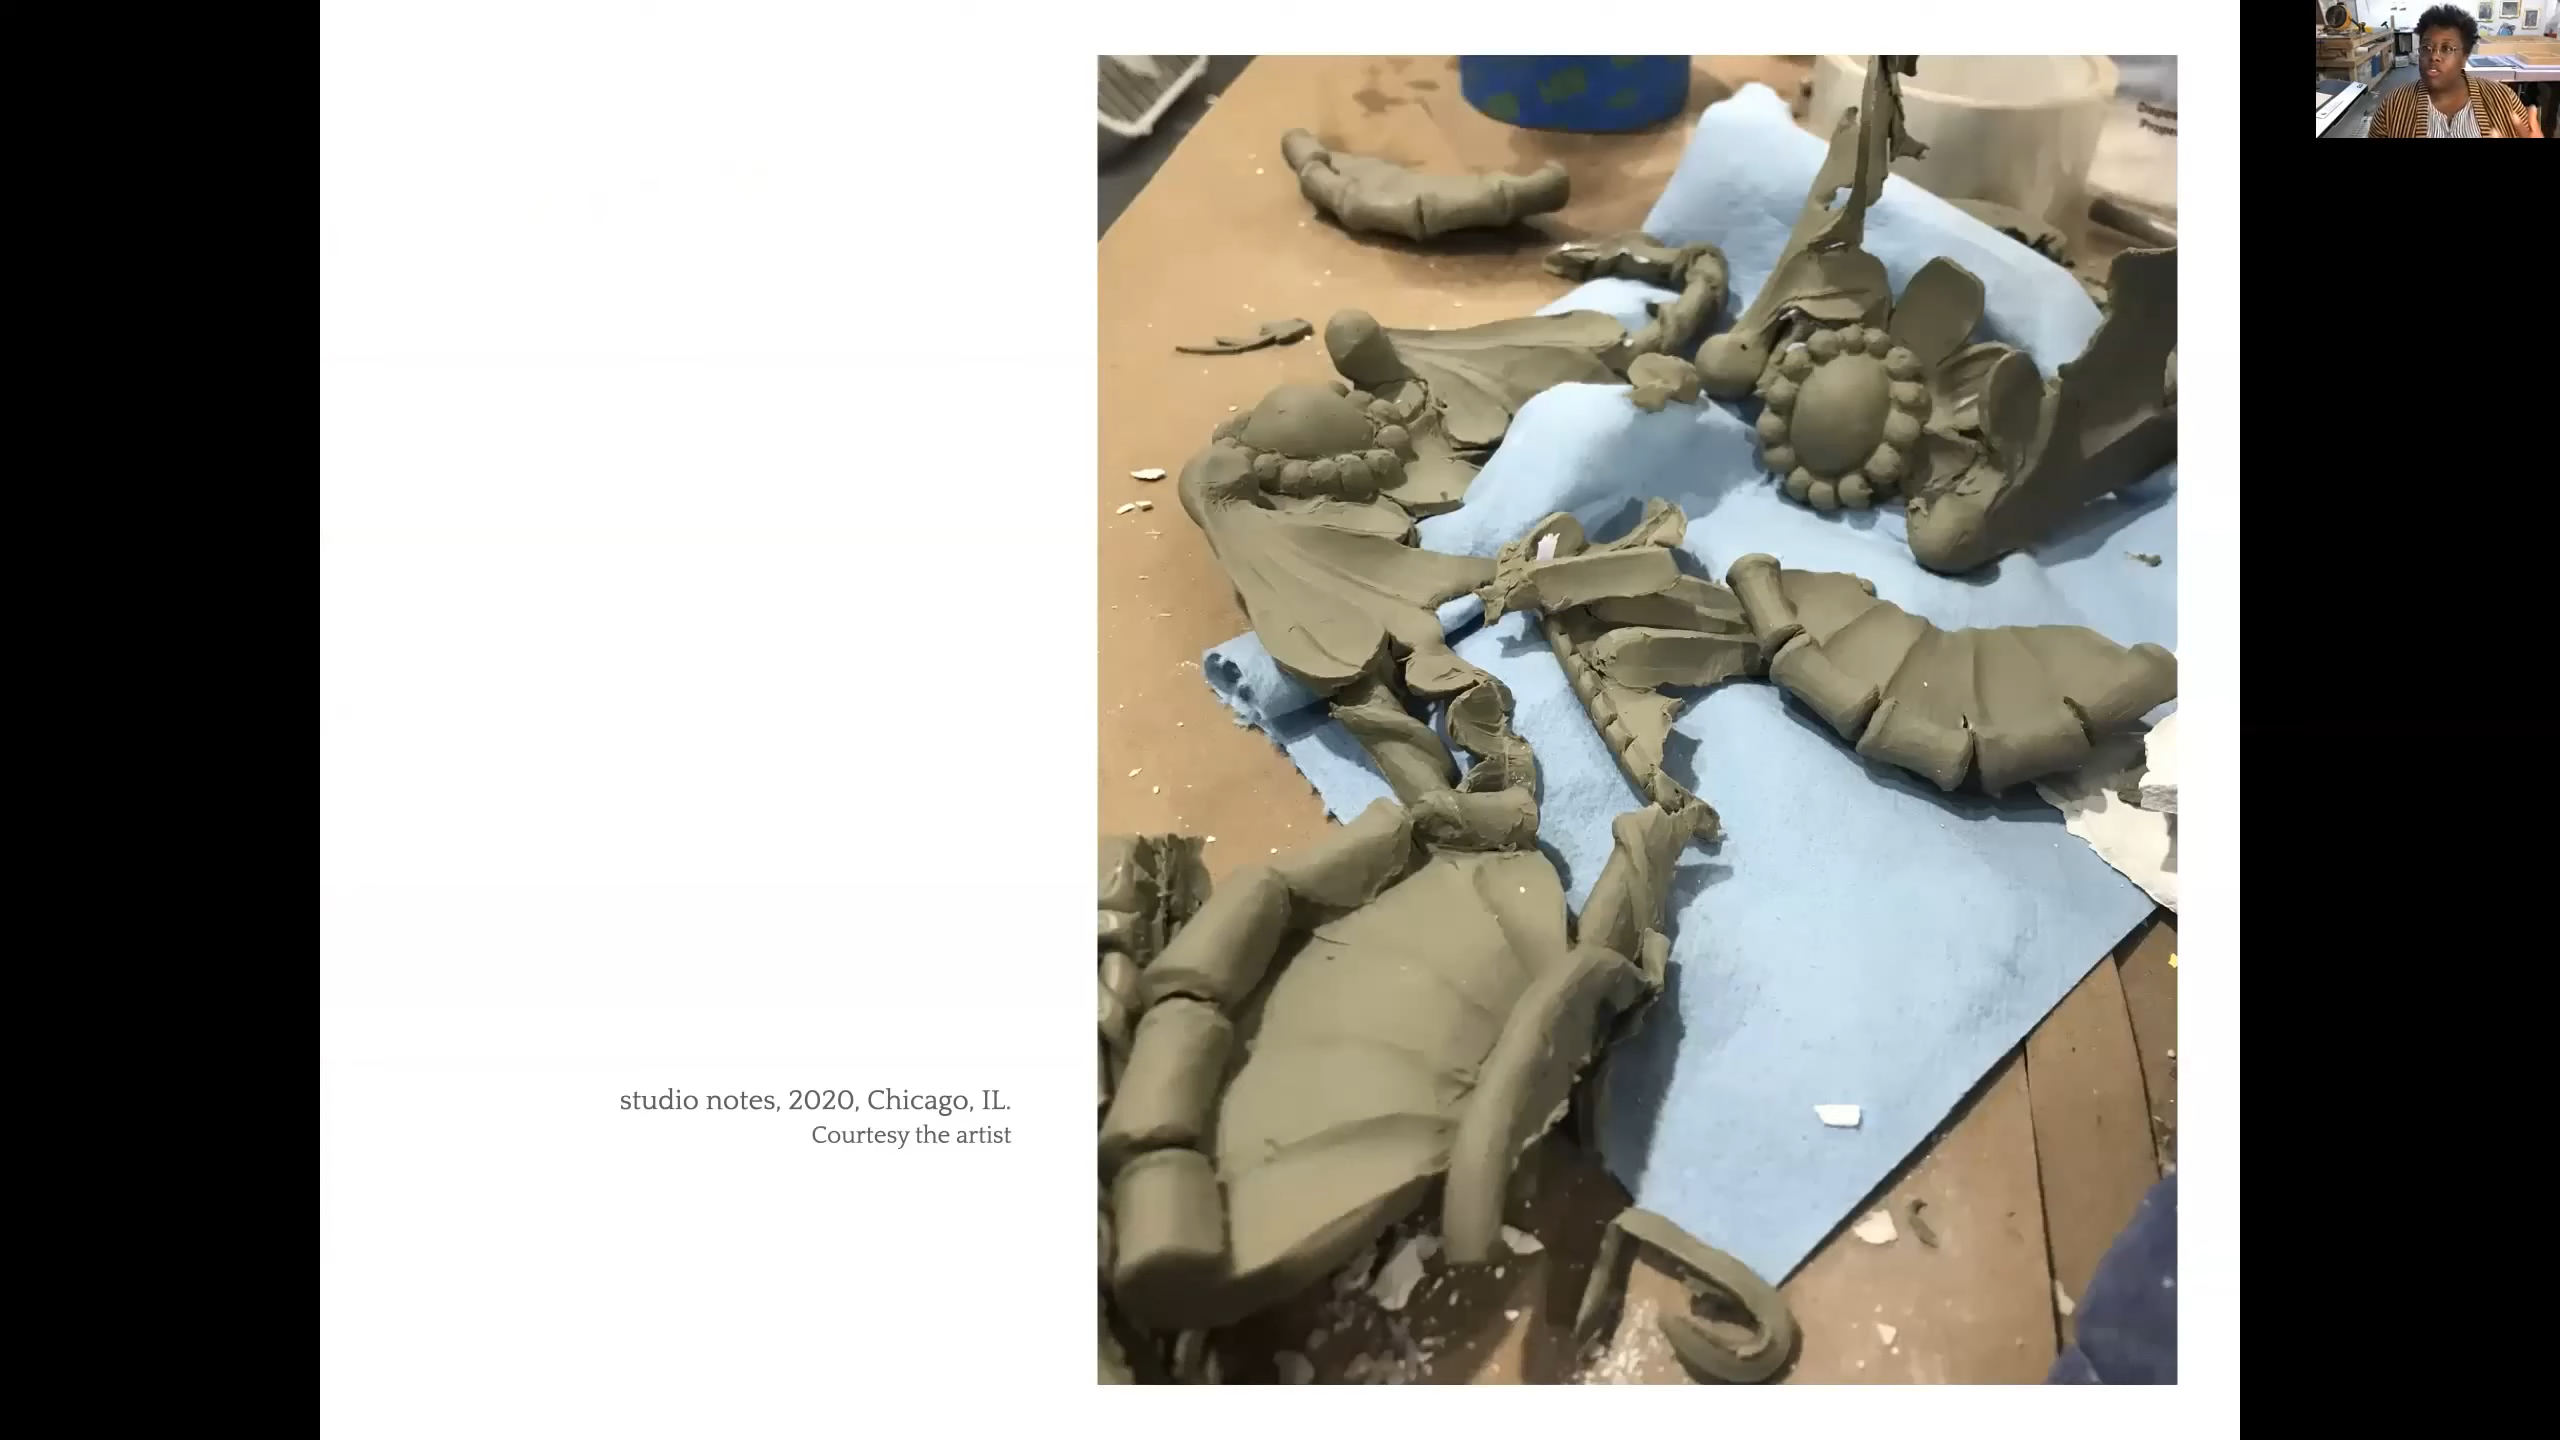 studio notes, 2020, Chicago, IL.
Courtesy the artist